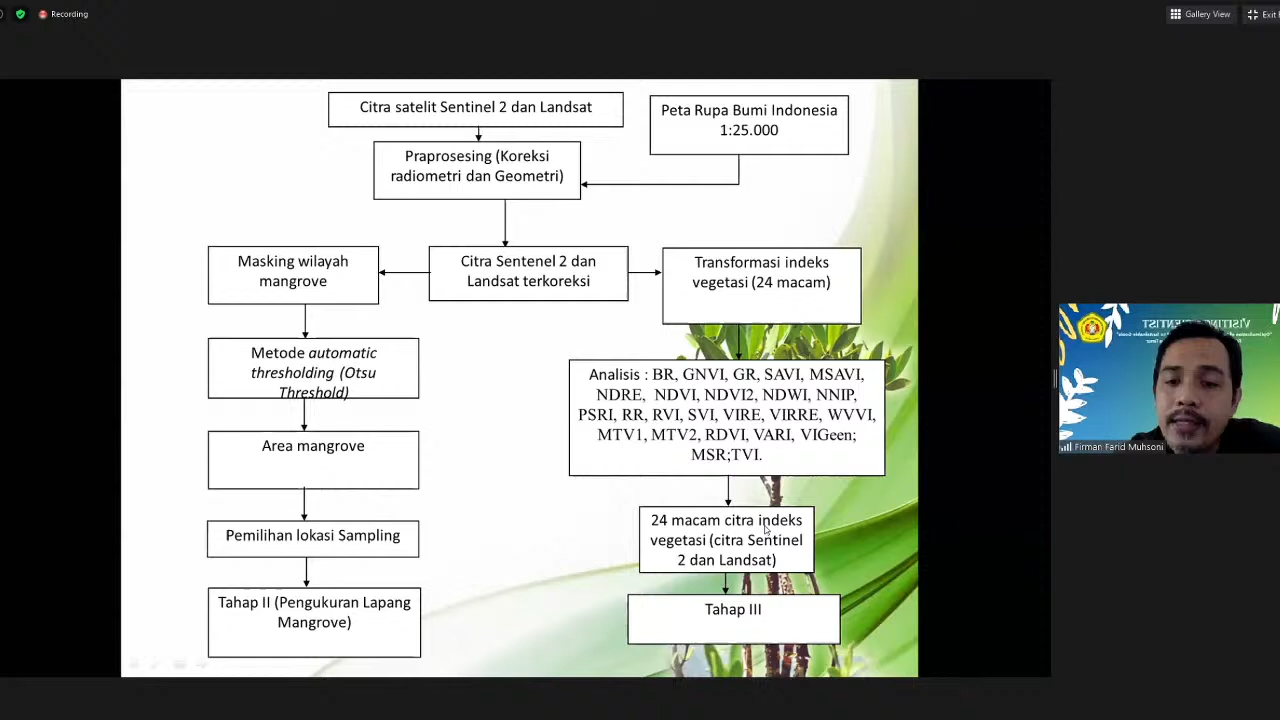 Recording
Gallery View
Exit
Citra satelit Sentinel 2 dan Landsat
Peta Rupa Bumi Indonesia
1:25.000
Praprosesing (Koreksi
radiometri dan Geometri)
Masking wilayah
mangrove
Citra Sentenel 2 dan
Landsat terkoreksi
Transformasi indeks
vegetasi (24 macam)
Metode automatic
thresholding (Otsu
Threshold)
Analisis : BR, GNVI, GR, SAVI, MSAVI,
NDRE, NDVI, NDVI2, NDWI, NNIP,
PSRI, RR, RVI, SVI, VIRE, VIRRE, WVVI,
MTV1, MTV2, RDVI, VARI, VIGeen;
MSR;TVI.
Area mangrove
Pemilihan lokasi Sampling
24 macam citra indeks
vegetasi (citra Sentinel
2 dan Landsat)
Tahap II (Pengukuran Lapang
Mangrove)
Tahap III
Firman Farid Muhsoni